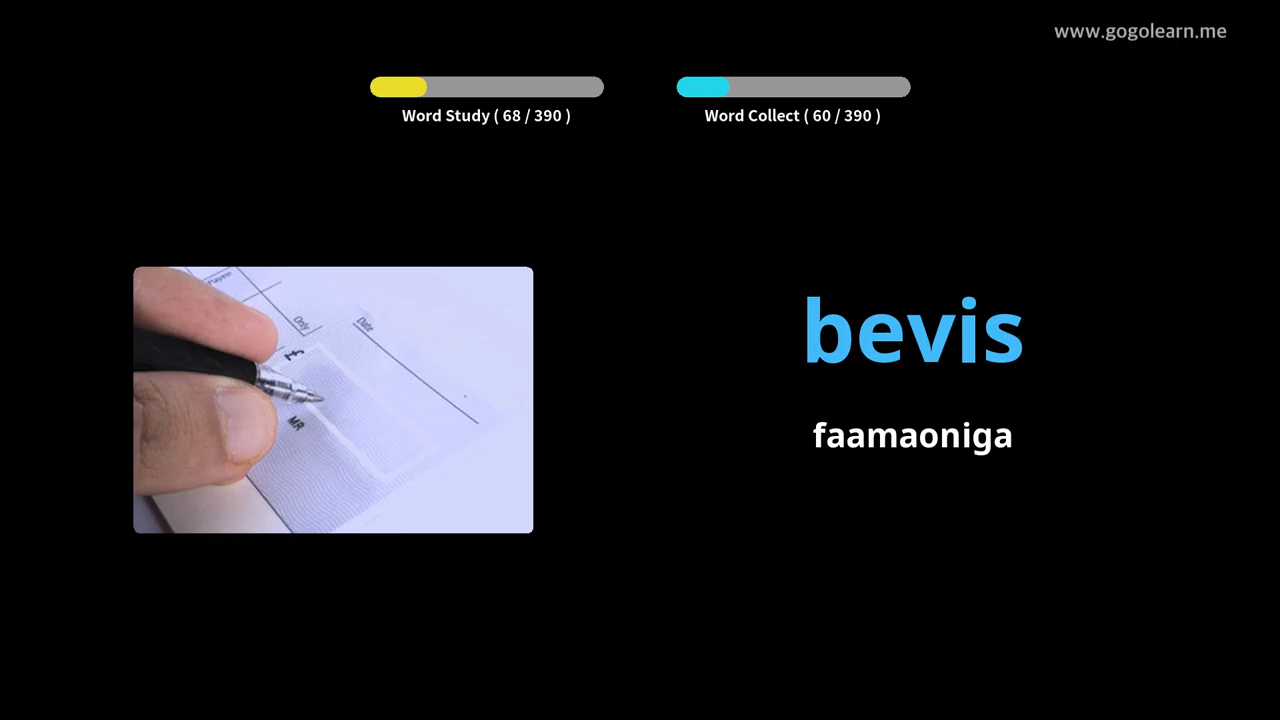 www.gogolearn.me
Word Study ( 68 / 390 )
Word Collect ( 60 / 390 )
Only
Date
MR
bevis
faamaoniga